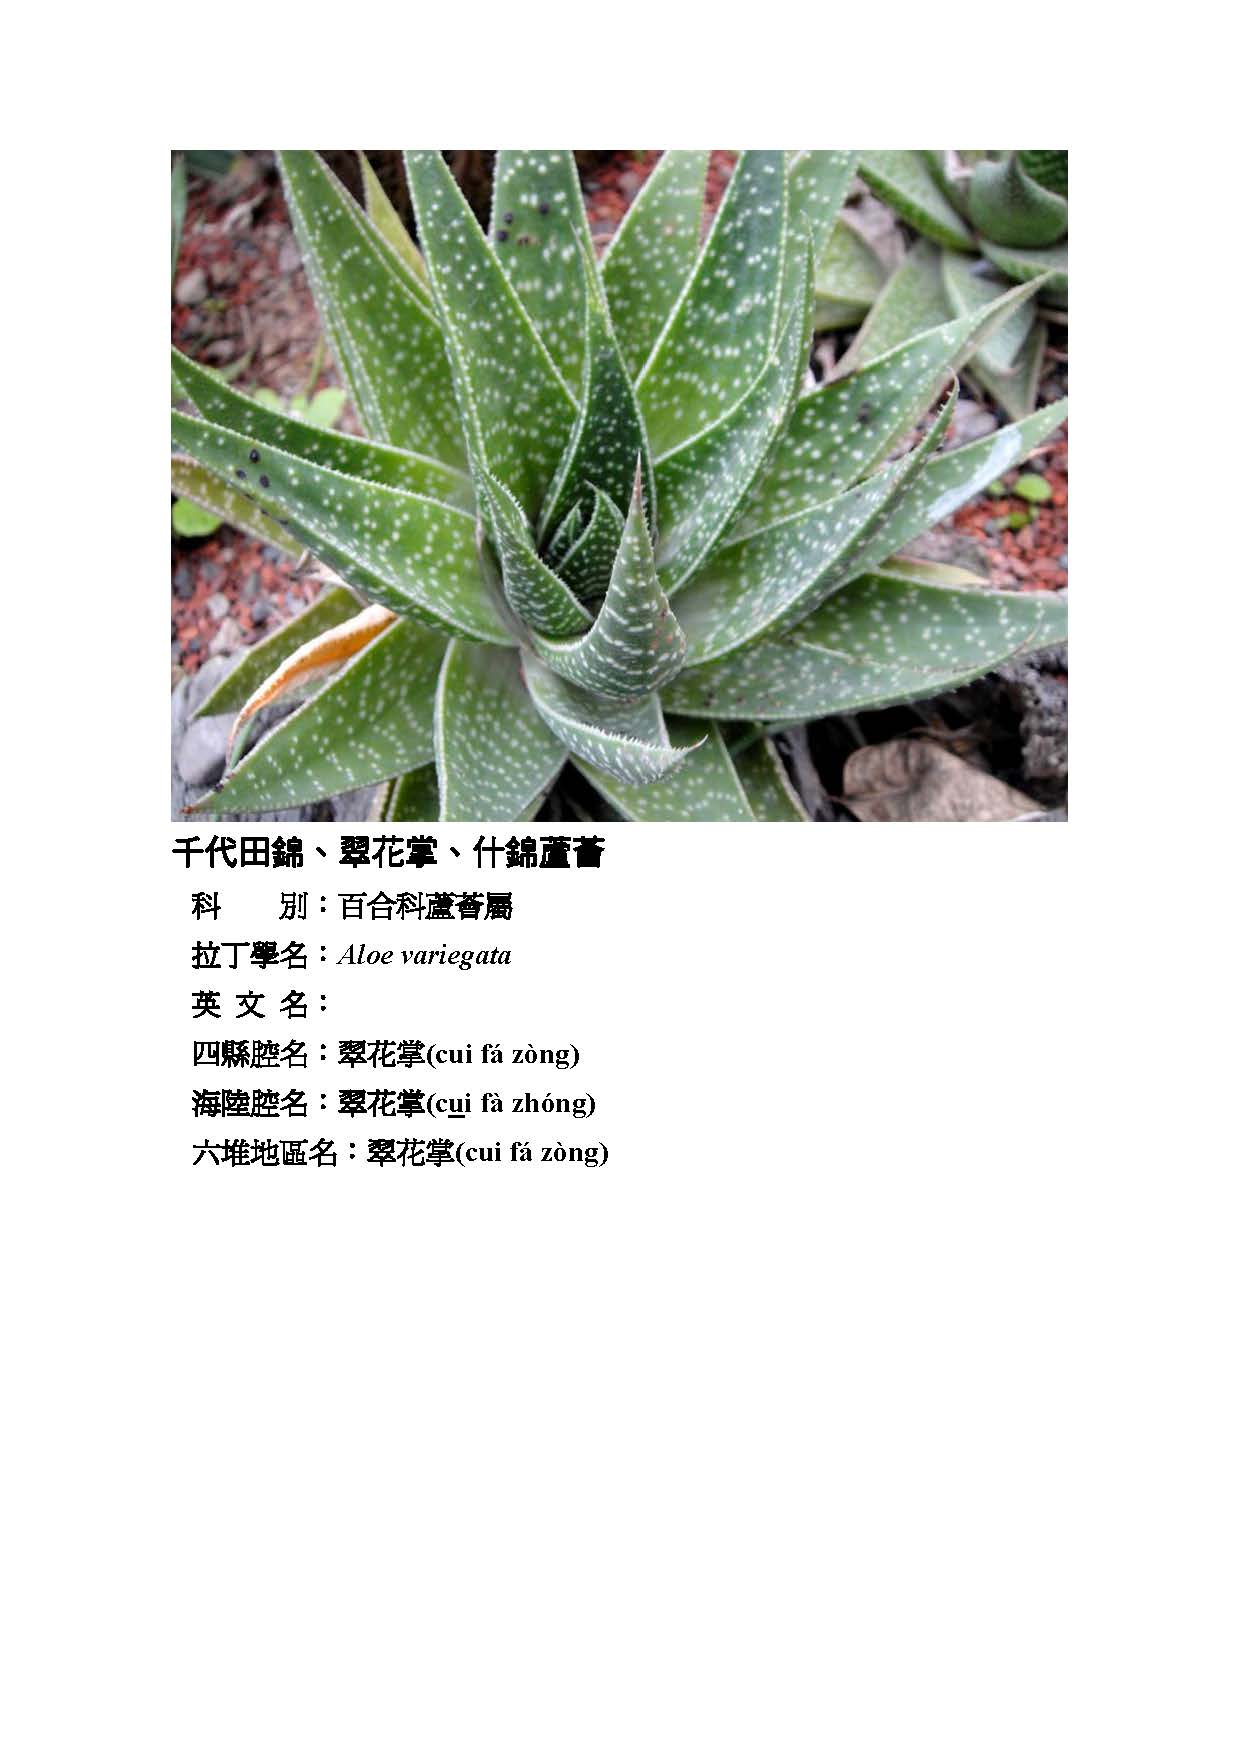 千代田錦、翠花掌、什錦蘆薈
科　　別：百合科蘆薈屬
拉丁學名：Aloe variegata
英 文 名：
四縣腔名：翠花掌(cui fá zòng)
海陸腔名：翠花掌(cui fà zhóng)
六堆地區名：翠花掌(cui fá zòng)